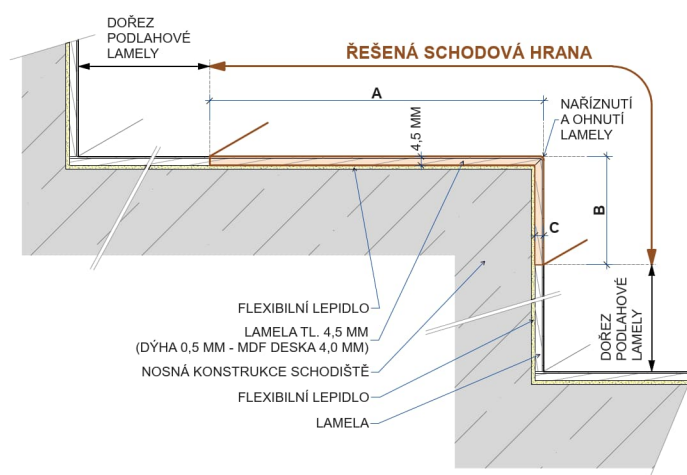 DOŘEZ
PODLAHOVÉ
LAMELY
ŘEŠENÁ SCHODOVÁ HRANA
A
NAŘÍZNUTÍ
A OHNUTÍ
LAMELY
4,5 MM
B
C
FLEXIBILNÍ LEPIDLO
LAMELA TL. 4,5 MM
(DÝHA 0,5 MM - MDF DESKA 4,0 MM)
NOSNÁ KONSTRUKCE SCHODIŠTĚ
FLEXIBILNÍ LEPIDLO
LAMELA
DOŘEZ
PODLAHOVÉ
LAMELY